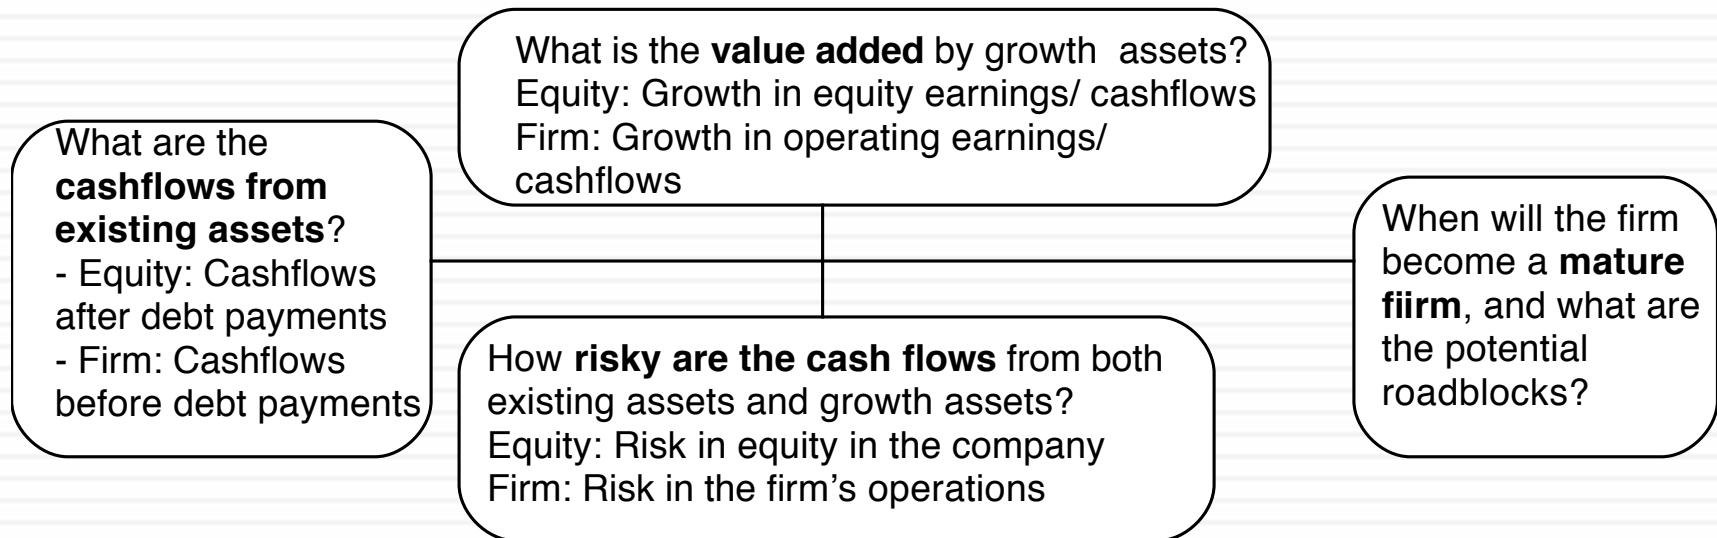 What is the value added by growth  assets?
Equity: Growth in equity earnings/ cashflows
Firm: Growth in operating earnings/
cashflows
What are the
cashflows from
existing assets?
- Equity: Cashflows
after debt payments
- Firm: Cashflows
before debt payments
When will the firm
become a mature
fiirm, and what are
the potential
roadblocks?
How risky are the cash flows from both
existing assets and growth assets?
Equity: Risk in equity in the company
Firm: Risk in the firm’s operations